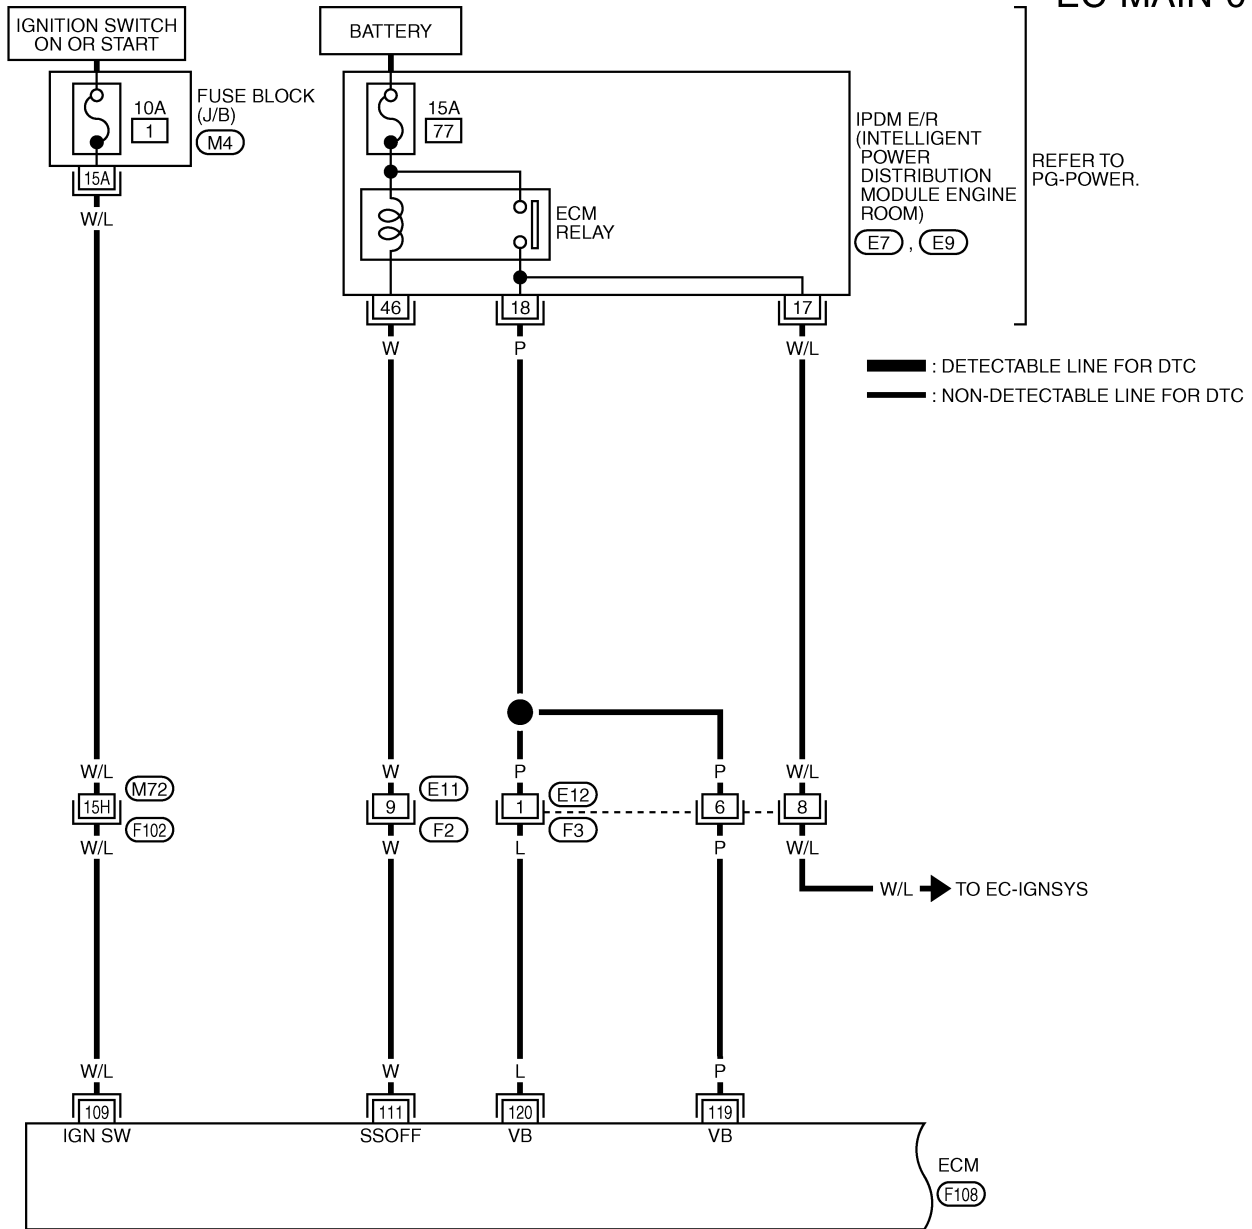 IGNITION SWITCH
ON OR START
BATTERY
10A
1
FUSE BLOCK
(J/B)
M4
15A
W/L
15A
77
ECM
RELAY
IPDM E/R
(INTELLIGENT
POWER
DISTRIBUTION
MODULE ENGINE
ROOM)
E7 , E9
REFER TO
PG-POWER.
46
18
17
W
P
W/L
: DETECTABLE LINE FOR DTC
: NON-DETECTABLE LINE FOR DTC
W/L
W
P
P
W/L
M72
E11
E12
15H
9
1
6
8
F102
F2
F3
W/L
W
L
P
W/L
W/L
TO EC-IGNSYS
W/L
W
L
P
109
111
120
119
IGN SW
SSOFF
VB
VB
ECM
F108